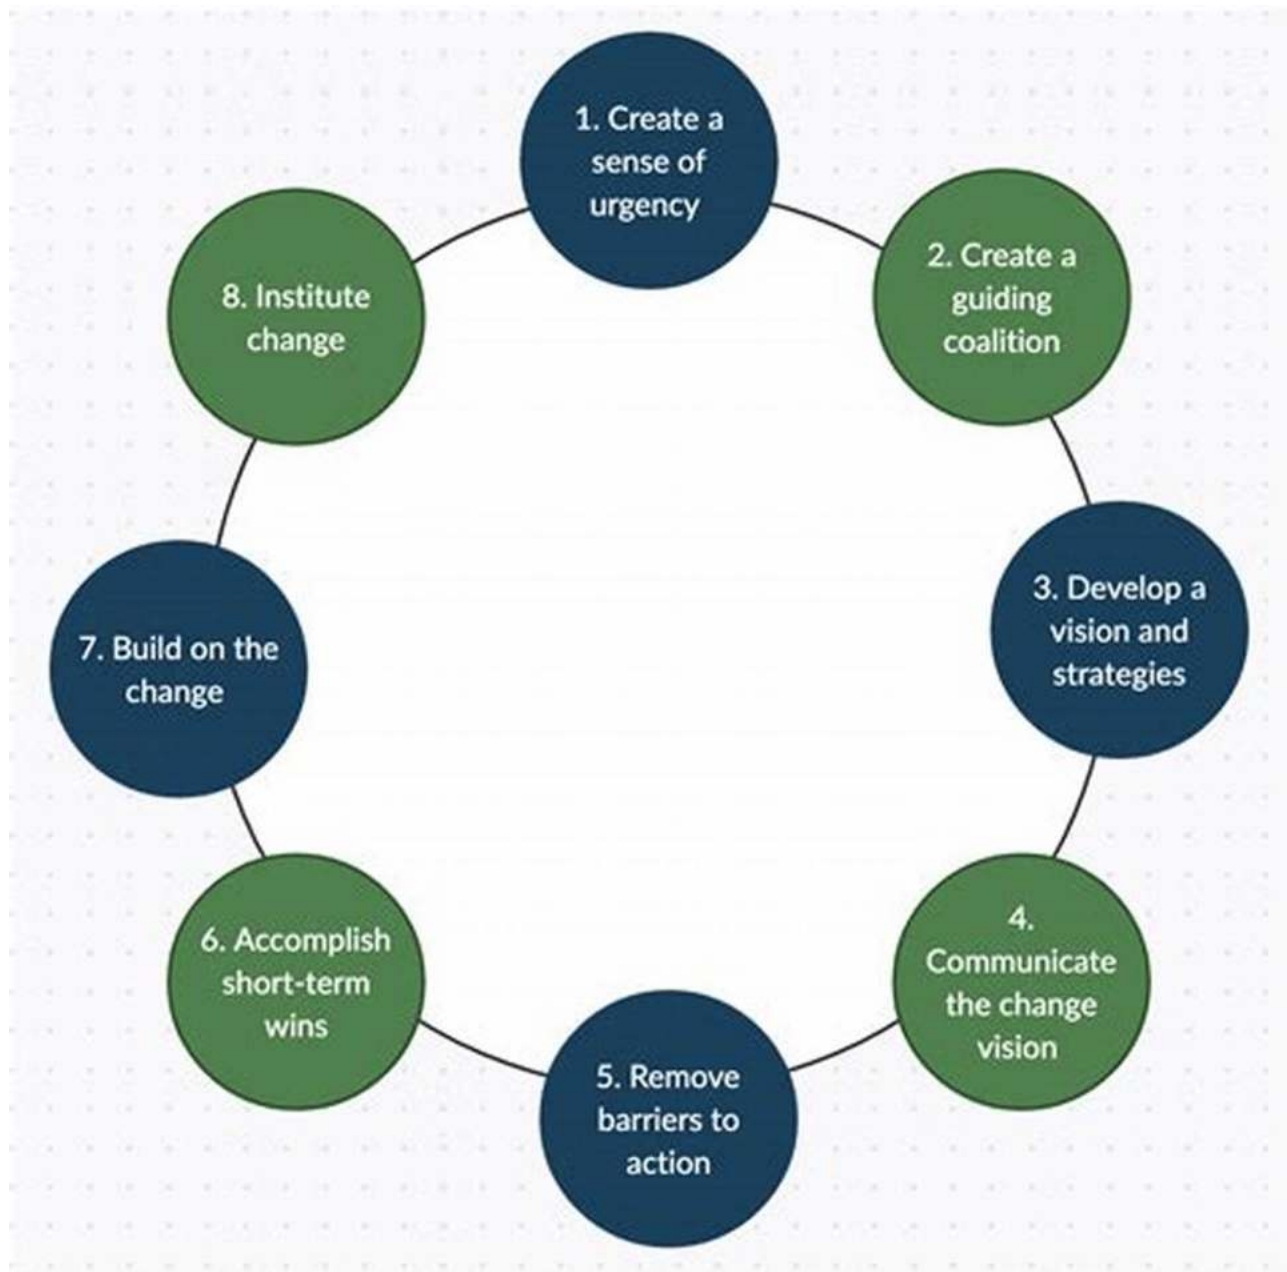 1. Create a
sense of
urgency
2. Create a
guiding
coalition
3. Develop a
vision and
strategies
4.
Communicate
the change
vision
5. Remove
barriers to
action
6. Accomplish
short-term
wins
7. Build on the
change
8. Institute
change